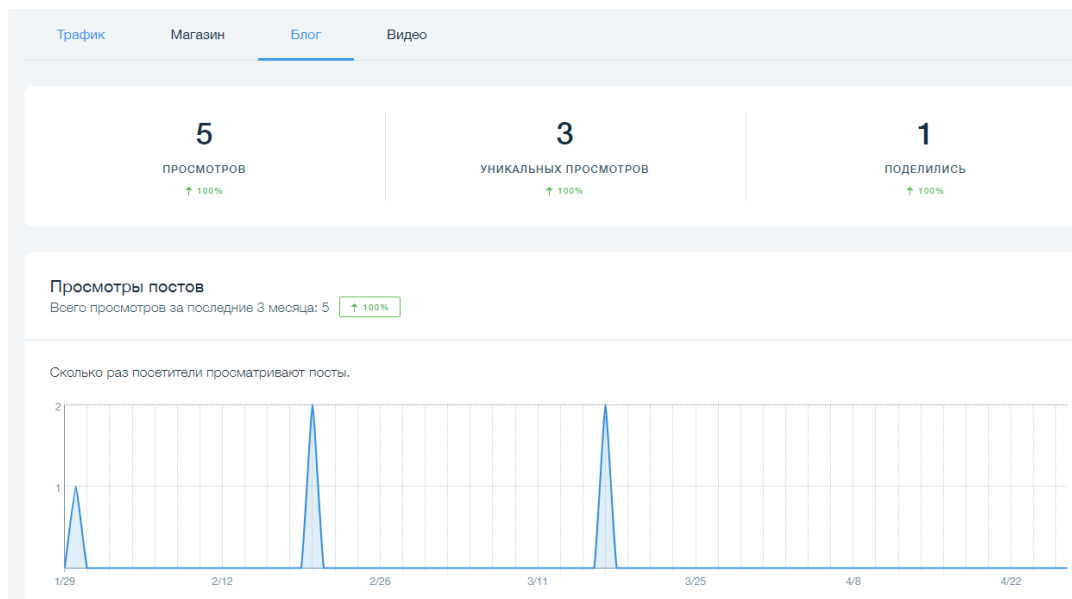 Трафик Магазин Блог Видео
5 3 1
ПРОСМОТРОВ УНИКАЛЬНЫХ ПРОСМОТРОВ ПОДЕЛИЛИСЬ
↑ 100% ↑ 100% ↑ 100%
Просмотры постов
Всего просмотров за последние 3 месяца: 5 ↑ 100%
Сколько раз посетители просматривают посты.
2
1
1/29 2/12 2/26 3/11 3/25 4/8 4/22